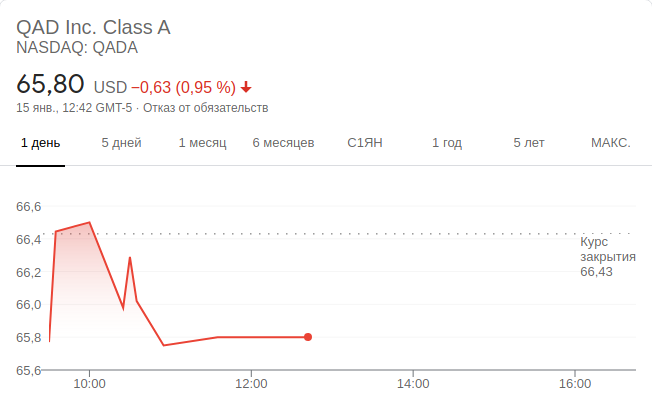 QAD Inc. Class A
NASDAQ: QADA
65,80 USD −0,63 (0,95 %)
15 янв., 12:42 GMT-5 · Отказ от обязательств
1 день 5 дней 1 месяц 6 месяцев С1ЯН 1 год 5 лет МАКС.
66,6
66,4
Курс
закрытия
66,43
66,2
66,0
65,8
65,6
10:00 12:00 14:00 16:00